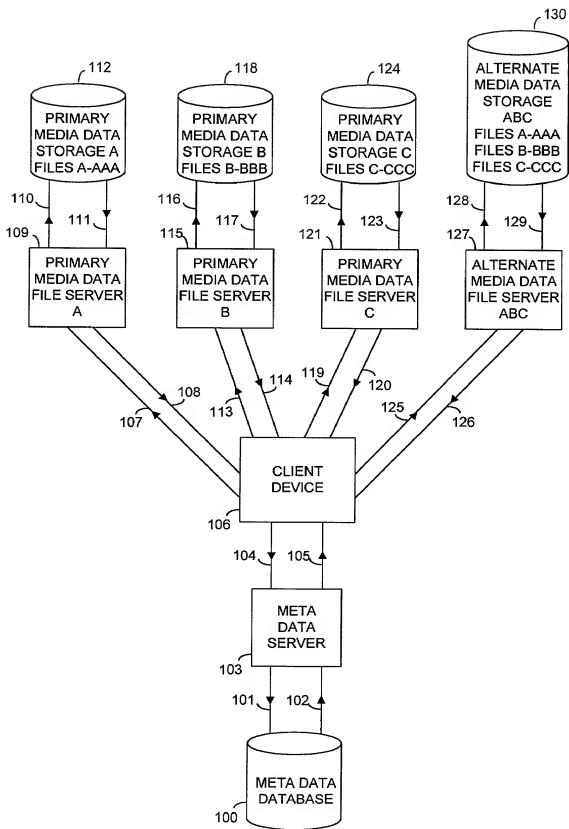 130
112
118
124
PRIMARY
MEDIA DATA
STORAGE A
FILES A-AAA
PRIMARY
MEDIA DATA
STORAGE B
FILES B-BBB
PRIMARY
MEDIA DATA
STORAGE C
FILES C-CCC
ALTERNATE
MEDIA DATA
STORAGE
ABC
FILES A-AAA
FILES B-BBB
FILES C-CCC
110
111
116
117
122
123
128
129
109
115
121
127
PRIMARY
MEDIA DATA
FILE SERVER
A
PRIMARY
MEDIA DATA
FILE SERVER
B
PRIMARY
MEDIA DATA
FILE SERVER
C
ALTERNATE
MEDIA DATA
FILE SERVER
ABC
107
108
113
114
119
120
125
126
CLIENT
DEVICE
106
104
105
META
DATA
SERVER
103
101
102
META DATA
DATABASE
100